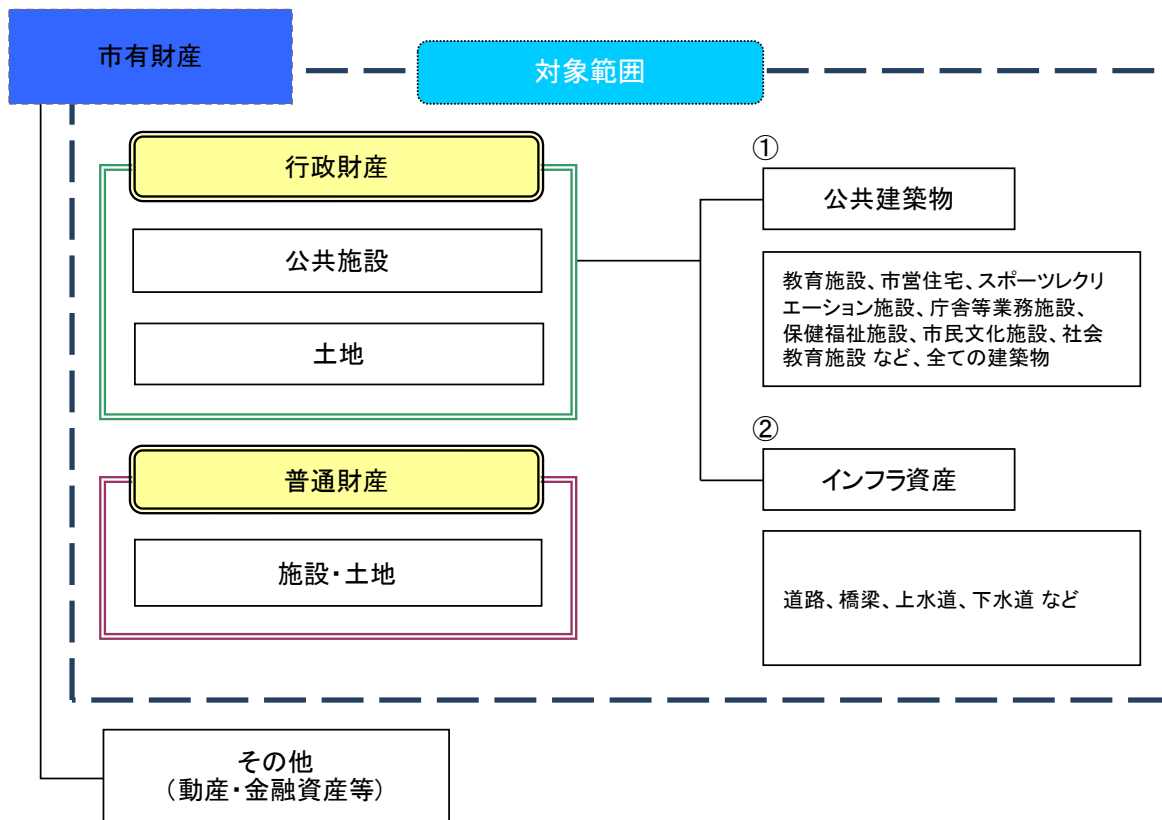 市有財産
対象範囲
行政財産
公共施設
土地
普通財産
施設・土地
①
公共建築物
教育施設、市営住宅、スポーツレクリ
エーション施設、庁舎等業務施設、
保健福祉施設、市民文化施設、社会
教育施設 など、全ての建築物
②
インフラ資産
道路、橋梁、上水道、下水道 など
その他
（動産・金融資産等）